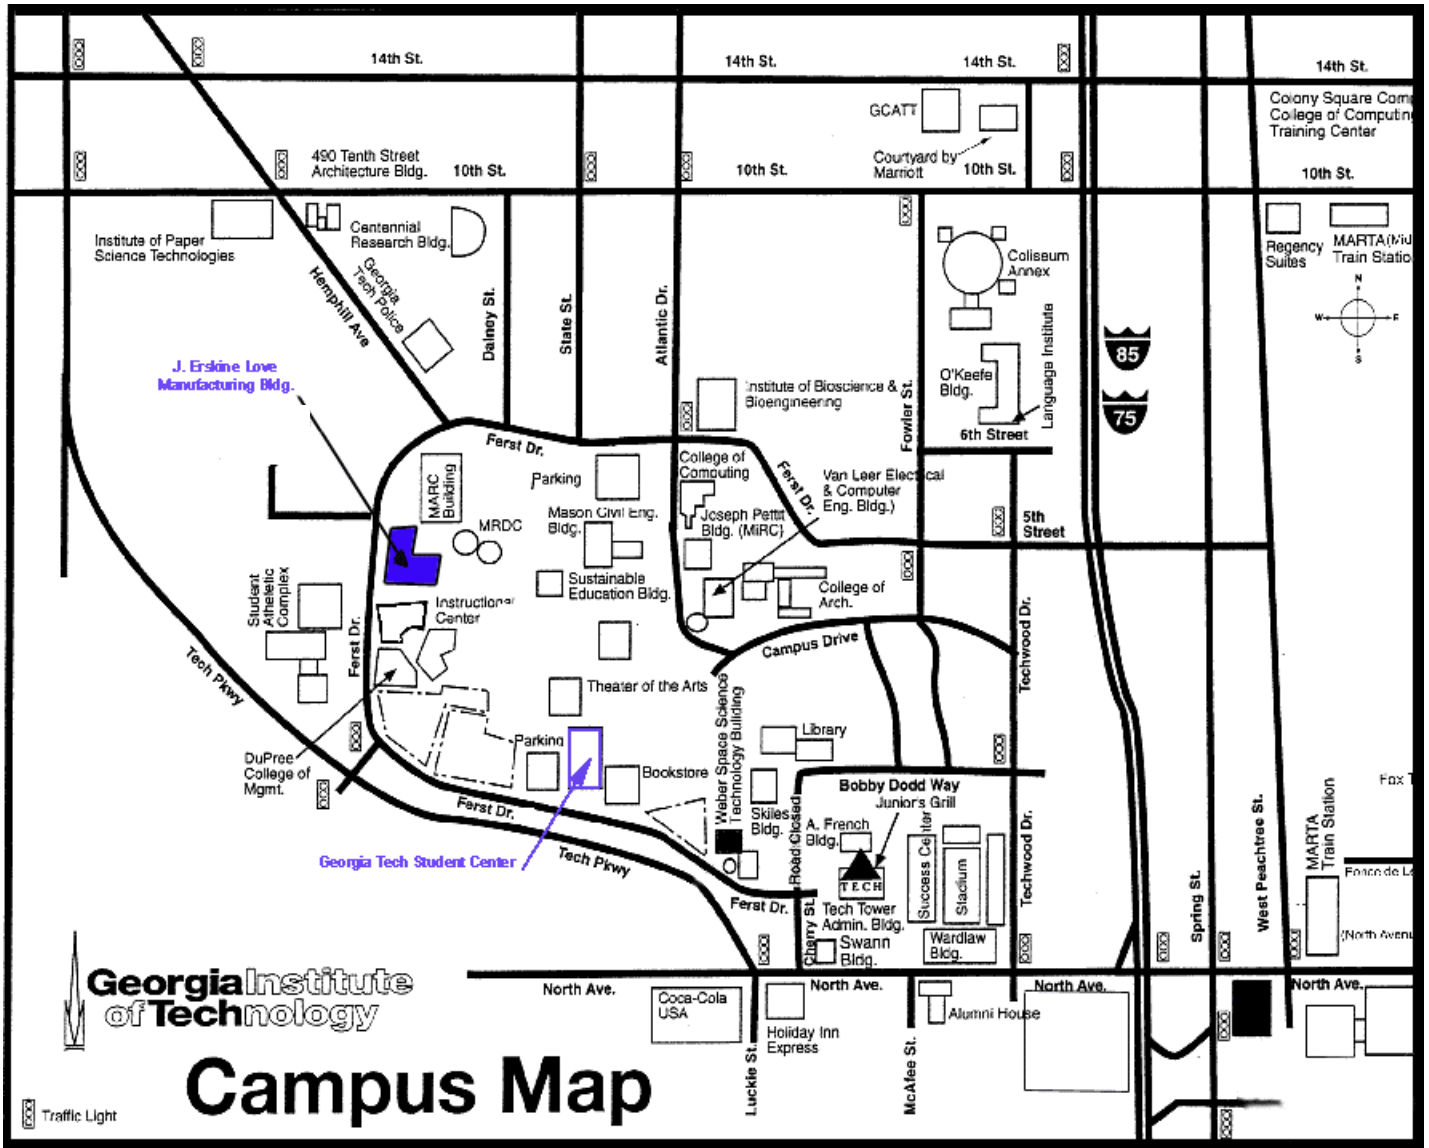 14th St.
14th St.
14th St.
14th St.
GCATT
Courtyard by
Marriott
Colony Square Com
College of Computing
Training Center
490 Tenth Street
Architecture Bldg.
10th St.
10th St.
10th St.
10th St.
Institute of Paper
Science Technologies
Centennial
Research Bldg.
Georgia
Tech Police
Hemphill Ave
Dalney St.
State St.
Atlantic Dr.
Fowler St.
Coliseum
Annex
Language Institute
O'Keefe
Bldg.
6th Street
Regency
Suites
MARTA(Mid
Train Statio
N
W
E
S
85
75
J. Erskine Love
Manufacturing Bldg.
Institute of Bioscience &
Bioengineering
Ferst Dr.
MARC
Building
Parking
College of
Computing
Ferst Dr.
Van Leer Electrical
& Computer
Eng. Bldg.)
MRDC
Mason Civil Eng.
Bldg.
Joseph Pettit
Bldg. (MiRC)
5th
Street
Student
Atheletic
Complex
Ferst Dr.
Instructional
Center
Sustainable
Education Bldg.
College of
Arch.
Campus Drive
Techwood Dr.
Tech Pkwy
Theater of the Arts
Weber Space Science
Technology Building
Library
DuPree
College of
Mgmt.
Parking
Bookstore
Skiles
Bldg.
Road Closed
Bobby Dodd Way
Junior's Grill
A. French
Bldg.
Success Center
Stadium
Techwood Dr.
Ferst Dr.
Tech Pkwy
Georgia Tech Student Center
TECH
Tech Tower
Admin. Bldg.
Ferst Dr.
Cherry St.
Swann
Bldg.
Wardlaw
Bldg.
Spring St.
West Peachtree St.
MARTA
Train Station
Fox T
Ponce de Le
(North Avenu
North Ave.
North Ave.
North Ave.
North Ave.
Coca-Cola
USA
Holiday Inn
Express
Alumni House
Luckie St.
McAfee St.
Georgia Institute
of Technology
Campus Map
Traffic Light